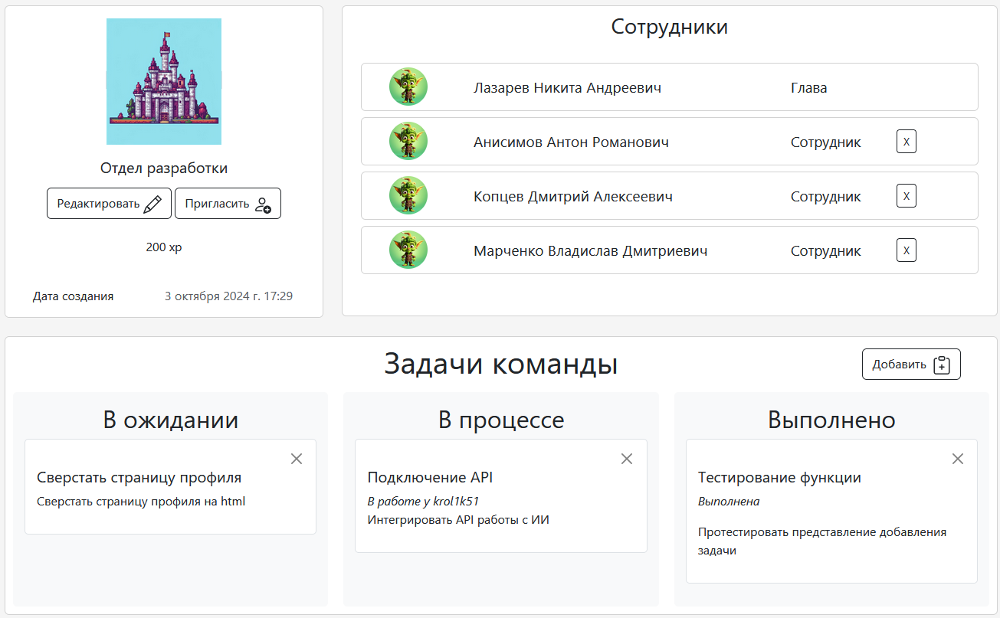 Отдел разработки
Редактировать
Пригласить
200 xp
Дата создания 3 октября 2024 г. 17:29
Сотрудники
Лазарев Никита Андреевич Глава
Анисимов Антон Романович Сотрудник X
Копцев Дмитрий Алексеевич Сотрудник X
Марченко Владислав Дмитриевич Сотрудник X
Задачи команды
Добавить
В ожидании
Сверстать страницу профиля
Сверстать страницу профиля на html
В процессе
Подключение API
В работе у krol1k51
Интегрировать API работы с ИИ
Выполнено
Тестирование функции
Выполнена
Протестировать представление добавления
задачи